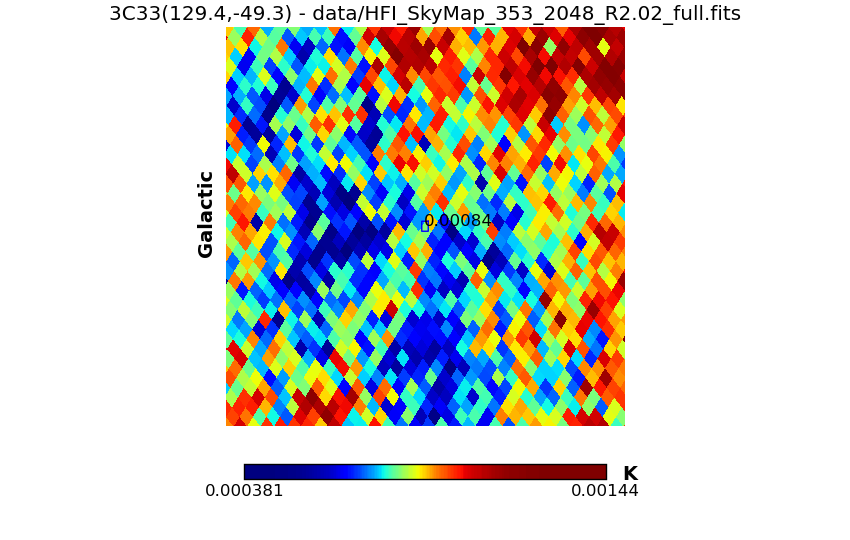 3C33(129.4,-49.3) - data/HFI_SkyMap_353_2048_R2.02_full.fits
Galactic
0.00084
K
0.000381
0.00144